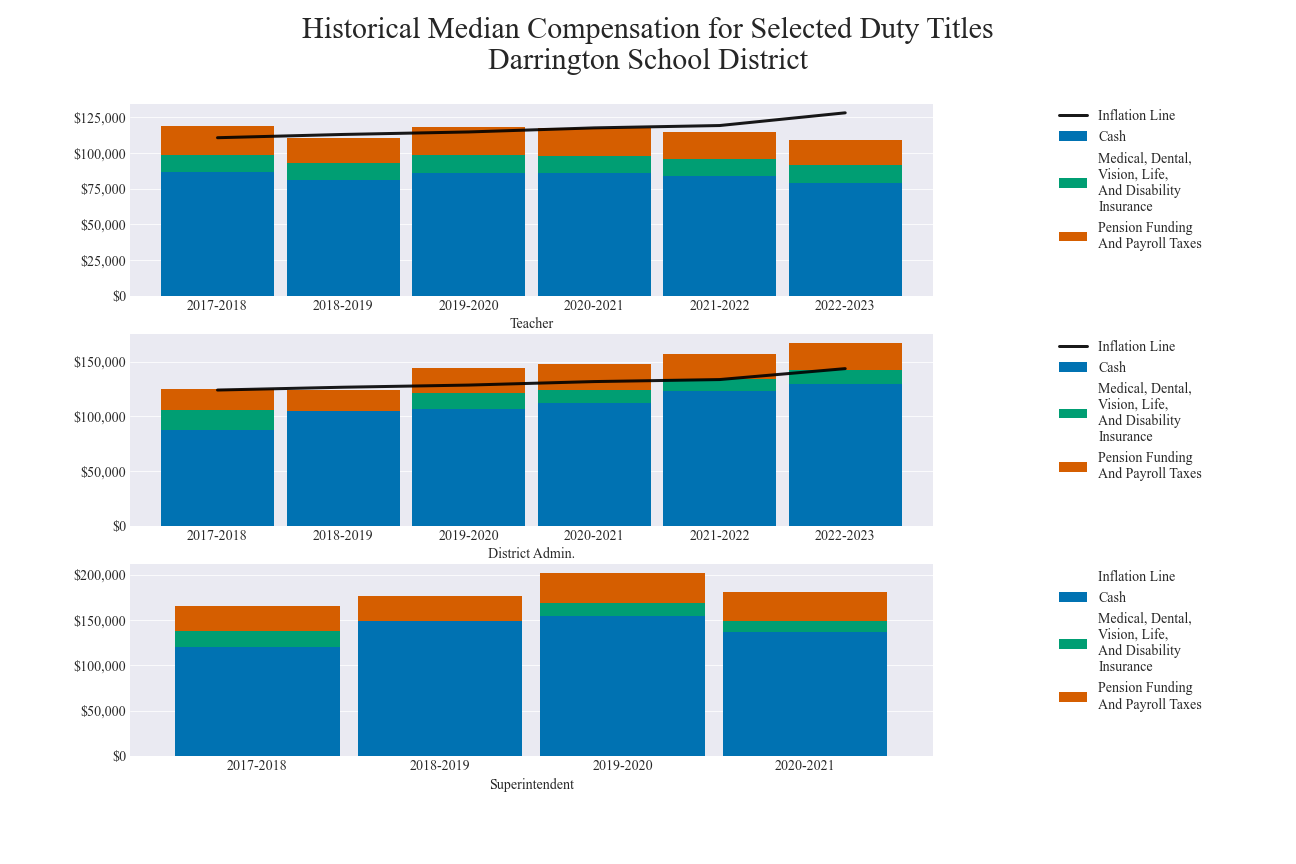 Historical Median Compensation for Selected Duty Titles
Darrington School District
$125,000
$100,000
$75,000
$50,000
$25,000
$0
2017-2018
2018-2019
2019-2020
2020-2021
2021-2022
2022-2023
Teacher
Inflation Line
Cash
Medical, Dental,
Vision, Life,
And Disability
Insurance
Pension Funding
And Payroll Taxes
$150,000
$100,000
$50,000
$0
2017-2018
2018-2019
2019-2020
2020-2021
2021-2022
2022-2023
District Admin.
Inflation Line
Cash
Medical, Dental,
Vision, Life,
And Disability
Insurance
Pension Funding
And Payroll Taxes
$200,000
$150,000
$100,000
$50,000
$0
2017-2018
2018-2019
2019-2020
2020-2021
Superintendent
Inflation Line
Cash
Medical, Dental,
Vision, Life,
And Disability
Insurance
Pension Funding
And Payroll Taxes